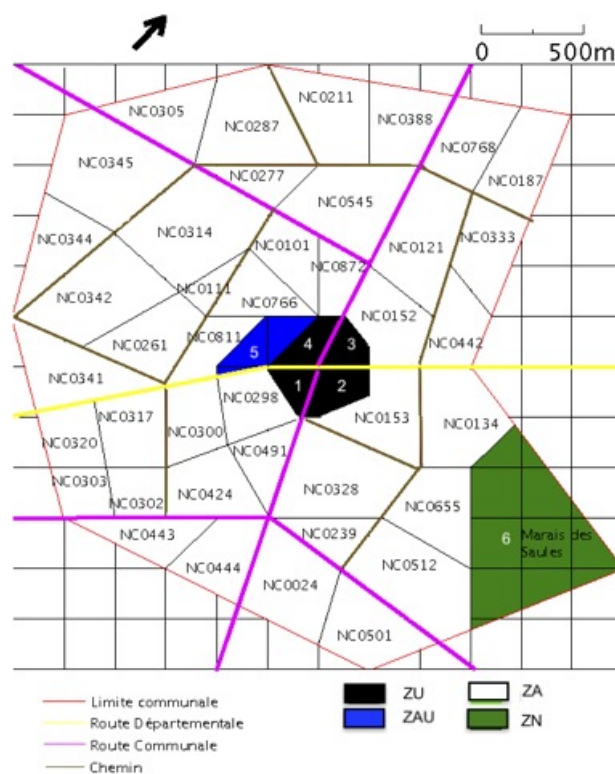 0 500m
NC0305
NC0211
NC0287
NC0388
NC0768
NC0345
NC0277
NC0187
NC0545
NC0344
NC0314
NC0101
NC0121
NC0333
NC0872
NC0342
NC0111
NC0766
NC0152
NC0811
4
3
NC0442
NC0261
5
NC0341
1
2
NC0298
NC0317
NC0153
NC0134
NC0320
NC0300
NC0491
NC0303
NC0328
NC0302
NC0424
NC0655
NC0443
NC0239
6
Marais des
Saules
NC0444
NC0024
NC0512
NC0501
Limite communale
Route Départementale
Route Communale
Chemin
ZU
ZA
ZAU
ZN